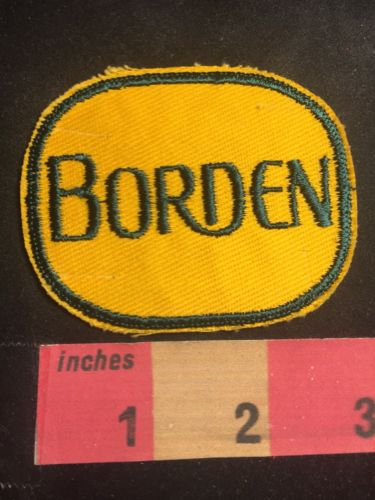 BORDEN
inches
1 2 3